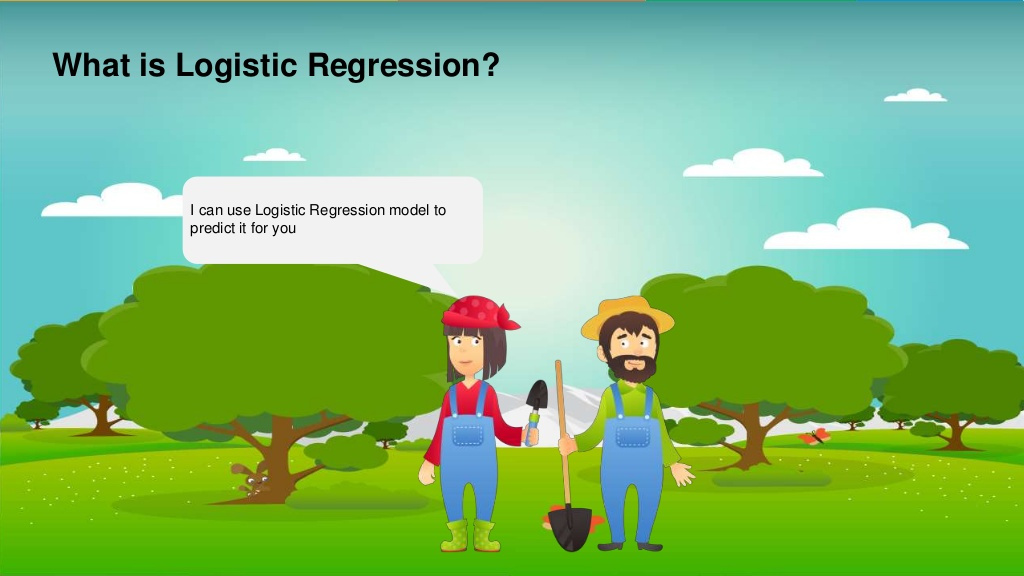 What is Logistic Regression?
I can use Logistic Regression model to
predict it for you